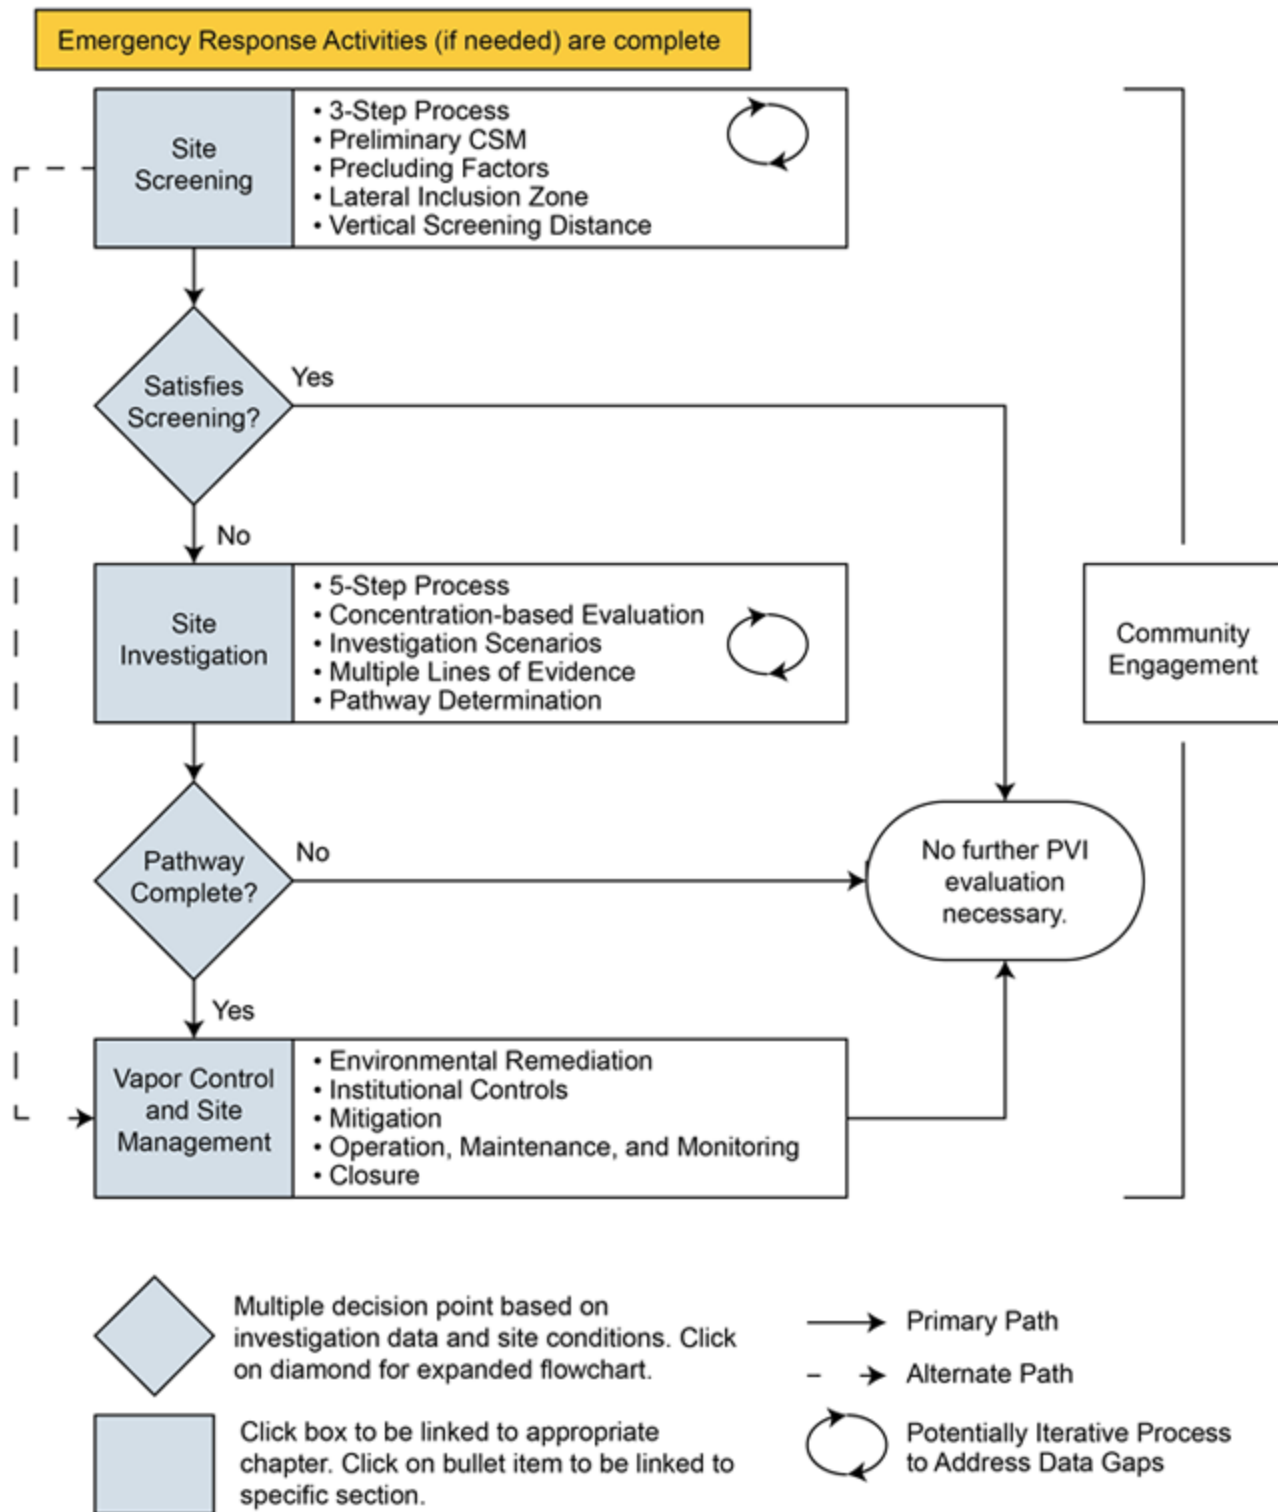 Emergency Response Activities (if needed) are complete
Site
Screening
• 3-Step Process
• Preliminary CSM
• Precluding Factors
• Lateral Inclusion Zone
• Vertical Screening Distance
Satisfies
Screening?
Yes
No
Site
Investigation
• 5-Step Process
• Concentration-based Evaluation
• Investigation Scenarios
• Multiple Lines of Evidence
• Pathway Determination
Community
Engagement
Pathway
Complete?
No
No further PVI
evaluation
necessary.
Yes
Vapor Control
and Site
Management
• Environmental Remediation
• Institutional Controls
• Mitigation
• Operation, Maintenance, and Monitoring
• Closure
Multiple decision point based on
investigation data and site conditions. Click
on diamond for expanded flowchart.
Click box to be linked to appropriate
chapter. Click on bullet item to be linked to
specific section.
Primary Path
Alternate Path
Potentially Iterative Process
to Address Data Gaps